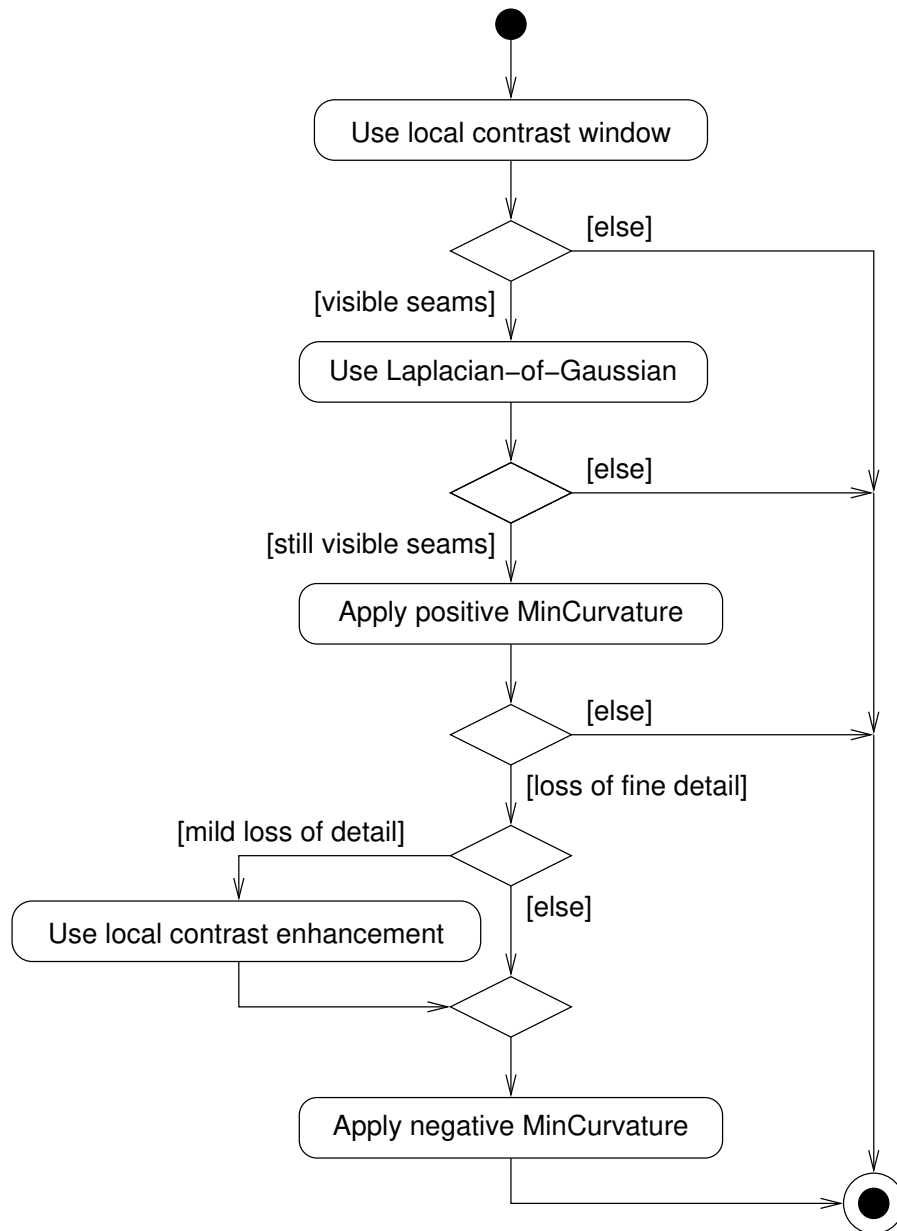 Use local contrast window
[else]
[visible seams]
Use Laplacian−of−Gaussian
[else]
[still visible seams]
Apply positive MinCurvature
[else]
[loss of fine detail]
[mild loss of detail]
[else]
Use local contrast enhancement
Apply negative MinCurvature